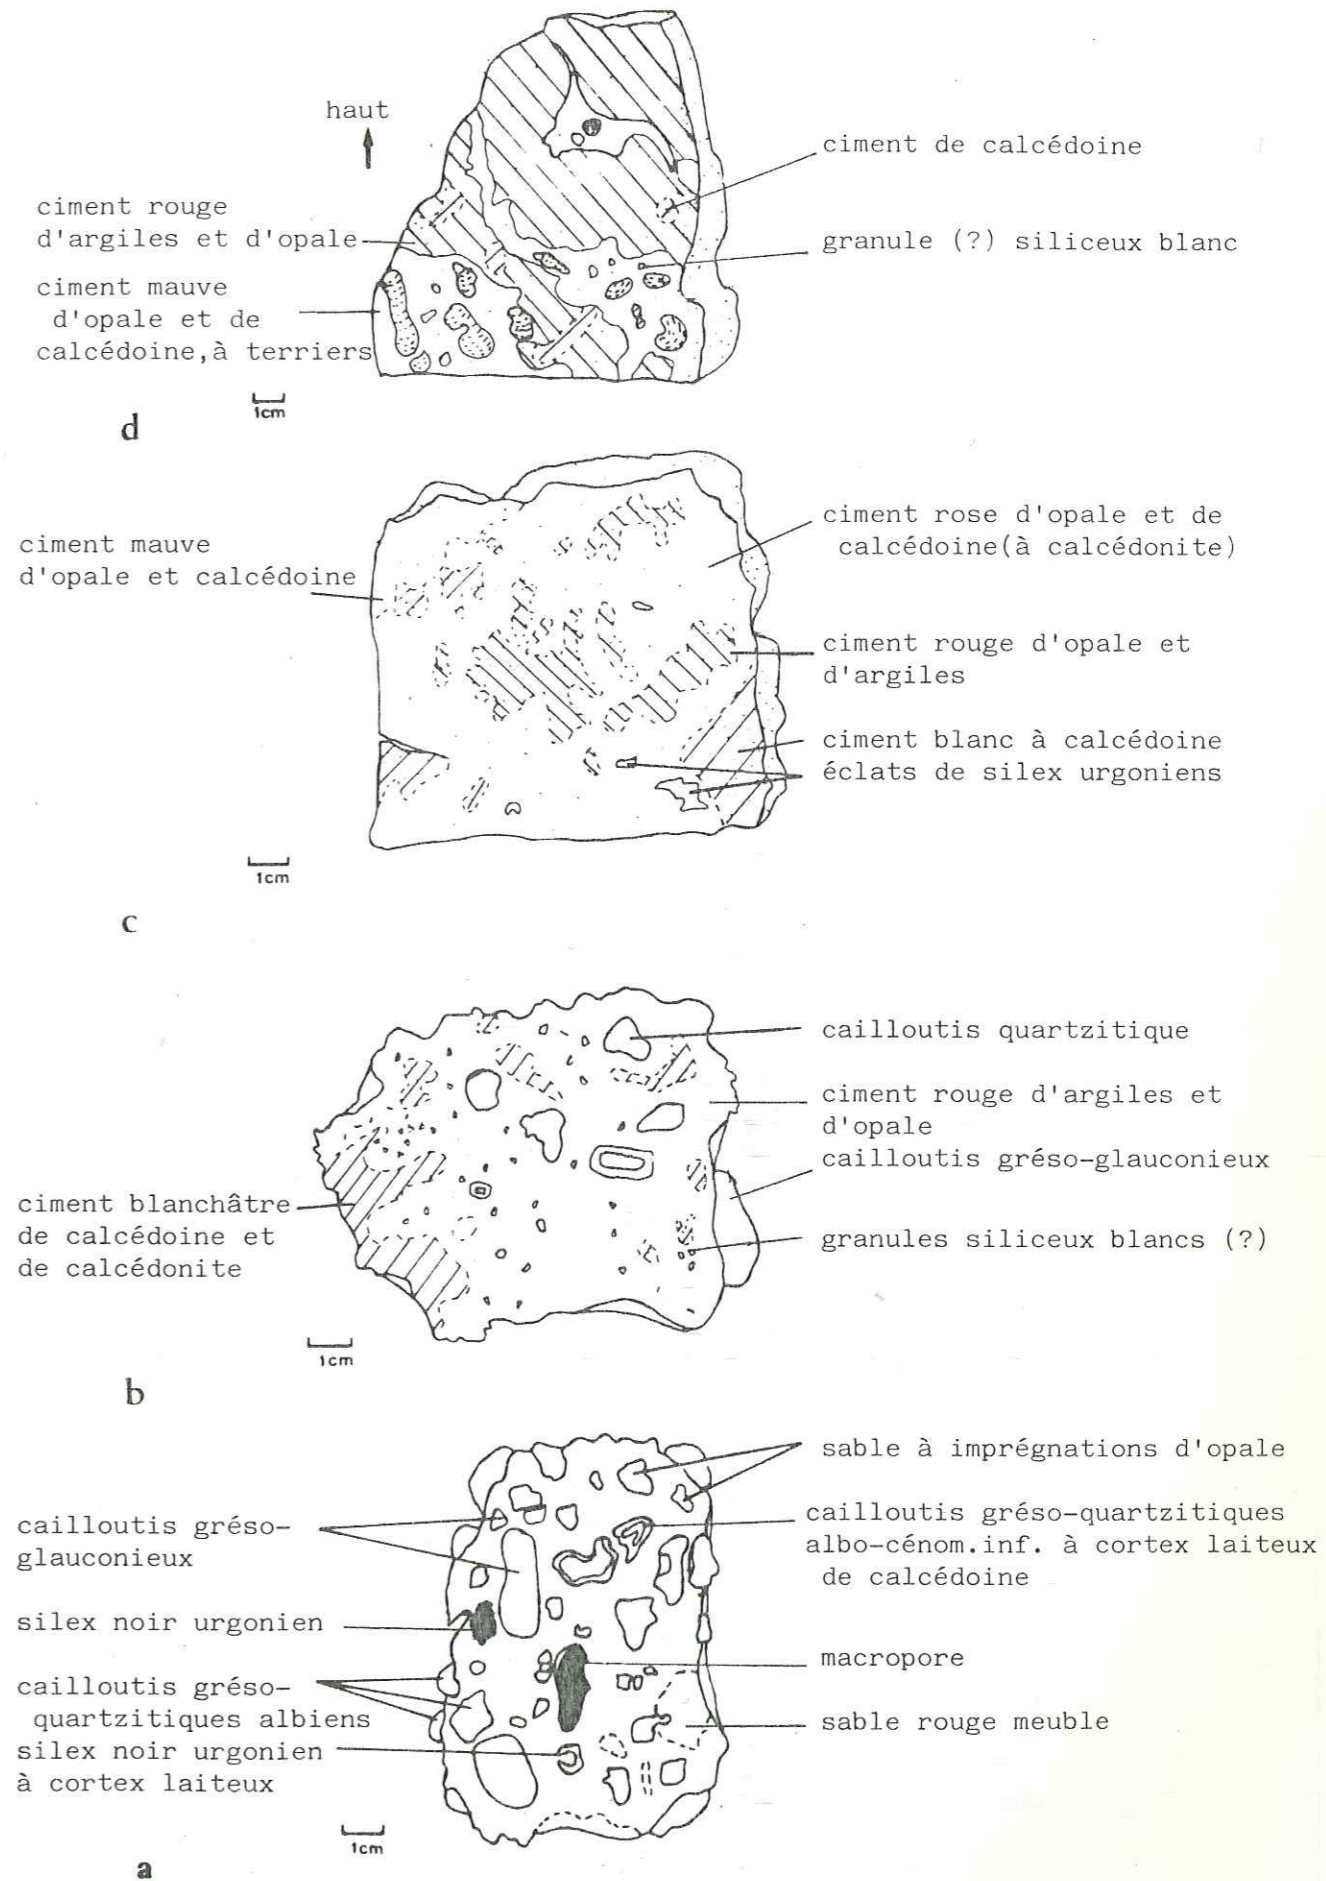 haut
ciment de calcédoine
ciment rouge
d'argiles et d'opale
granule (?) siliceux blanc
ciment mauve
d'opale et de
calcédoine,à terriers
1cm
d
ciment rose d'opale et de
calcédoine(à calcédonite)
ciment mauve
d'opale et calcédoine
ciment rouge d'opale et
d'argiles
ciment blanc à calcédoine
éclats de silex urgoniens
1cm
c
cailloutis quartzitique
ciment rouge d'argiles et
d'opale
cailloutis gréso-glauconieux
ciment blanchâtre
de calcédoine et
de calcédonite
granules siliceux blancs (?)
1cm
b
sable à imprégnations d'opale
cailloutis gréso-
glauconieux
cailloutis gréso-quartzitiques
albo-cénom.inf. à cortex laiteux
de calcédoine
silex noir urgonien
macropore
cailloutis gréso-
quartzitiques albiens
sable rouge meuble
silex noir urgonien
à cortex laiteux
1cm
a